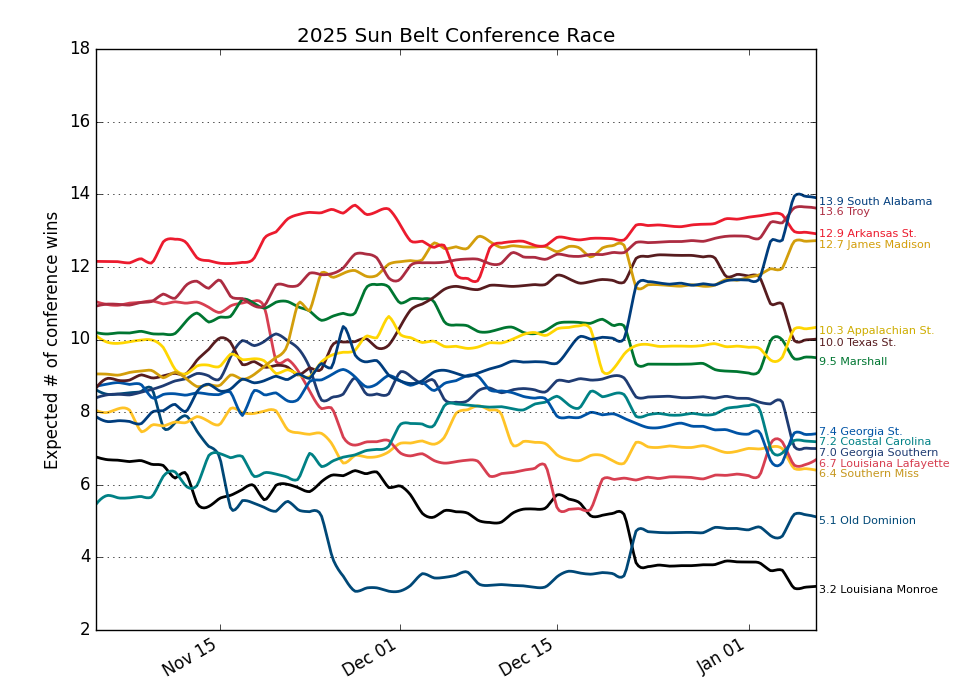 2025 Sun Belt Conference Race
Expected # of conference wins
18
16
14
12
10
8
6
4
2
Nov 15
Dec 01
Dec 15
Jan 01
13.9 South Alabama
13.6 Troy
12.9 Arkansas St.
12.7 James Madison
10.3 Appalachian St.
10.0 Texas St.
9.5 Marshall
7.4 Georgia St.
7.2 Coastal Carolina
7.0 Georgia Southern
6.7 Louisiana Lafayette
6.4 Southern Miss
5.1 Old Dominion
3.2 Louisiana Monroe